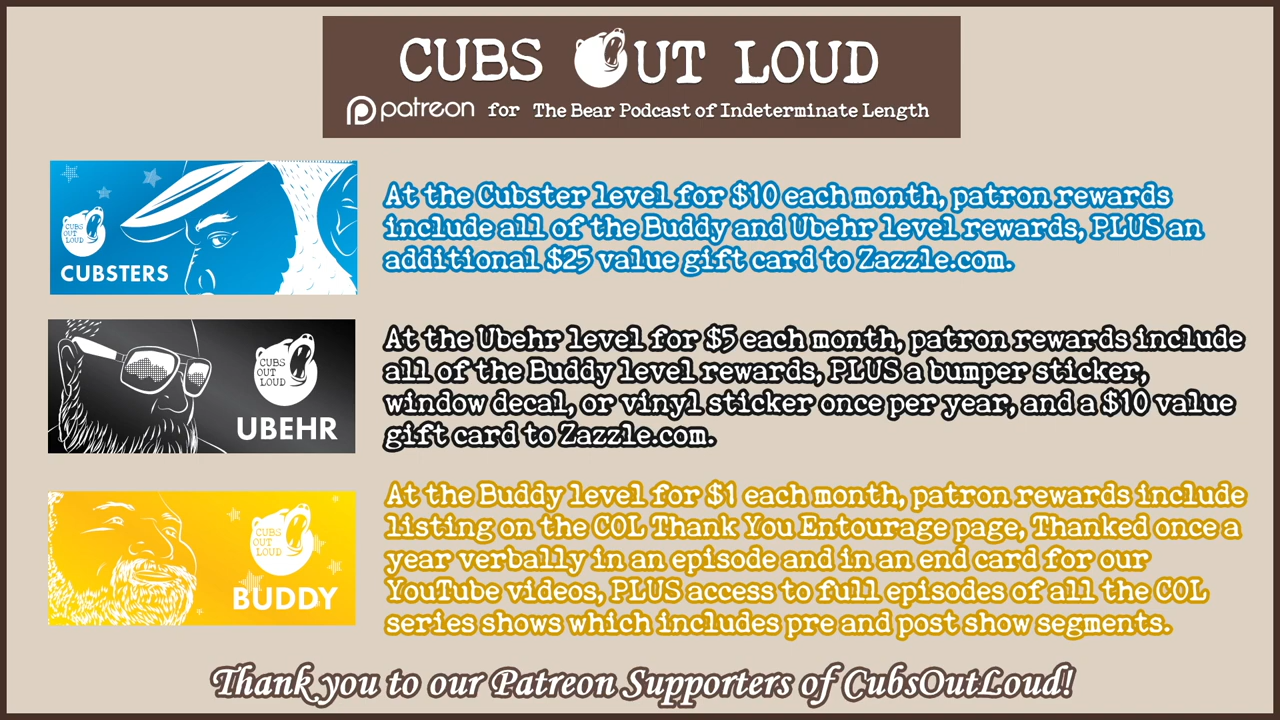 CUBS OUT LOUD
patreon for The Bear Podcast of Indeterminate Length
CUBS
OUT
LOUD
CUBSTERS
At the Cubster level for $10 each month, patron rewards
include all of the Buddy and Ubehr level rewards, PLUS an
additional $25 value gift card to Zazzle.com.
CUBS
OUT
LOUD
UBEHR
At the Ubehr level for $5 each month, patron rewards include
all of the Buddy level rewards, PLUS a bumper sticker,
window decal, or vinyl sticker once per year, and a $10 value
gift card to Zazzle.com.
CUBS
OUT
LOUD
BUDDY
At the Buddy level for $1 each month, patron rewards include
listing on the COL Thank You Entourage page, Thanked once a
year verbally in an episode and in an end card for our
YouTube videos, PLUS access to full episodes of all the COL
series shows which includes pre and post show segments.
Thank you to our Patreon Supporters of CubsOutLoud!